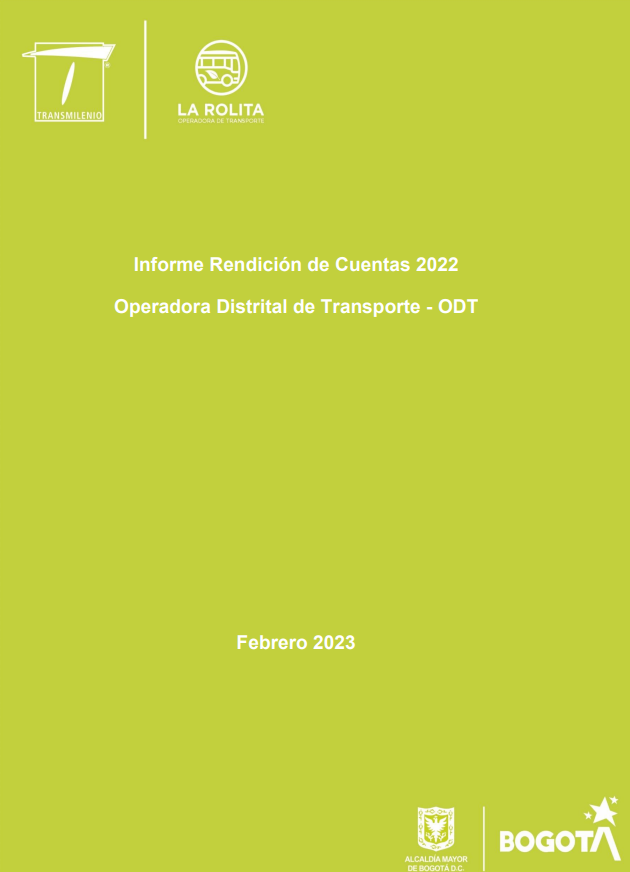 TRANSMILENIO
LA ROLITA
OPERADORA DE TRANSPORTE
Informe Rendición de Cuentas 2022
Operadora Distrital de Transporte - ODT
Febrero 2023
ALCALDÍA MAYOR
DE BOGOTÁ D.C.
BOGOTÁ